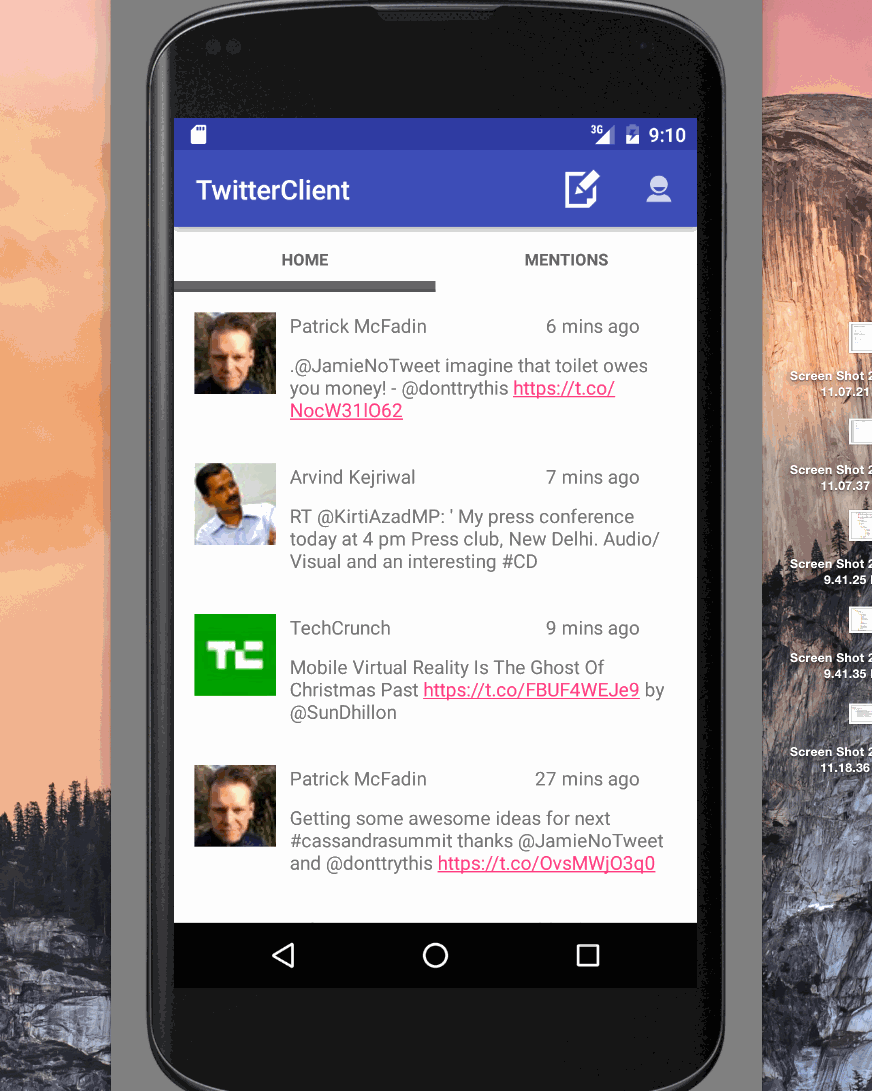 3G 9:10
TwitterClient
HOME MENTIONS
Patrick McFadin 6 mins ago
.@JamieNoTweet imagine that toilet owes
you money! - @donttrythis https://t.co/
NocW31lO62
Arvind Kejriwal 7 mins ago
RT @KirtiAzadMP: ' My press conference
today at 4 pm Press club, New Delhi. Audio/
Visual and an interesting #CD
TC
TechCrunch 9 mins ago
Mobile Virtual Reality Is The Ghost Of
Christmas Past https://t.co/FBUF4WEJe9 by
@SunDhillon
Patrick McFadin 27 mins ago
Getting some awesome ideas for next
#cassandrasummit thanks @JamieNoTweet
and @donttrythis https://t.co/OvsMWjO3q0
Screen Shot 2
11.07.21
Screen Shot 2
11.07.37
Screen Shot 2
9.41.25
Screen Shot 2
9.41.35
Screen Shot 2
11.18.36